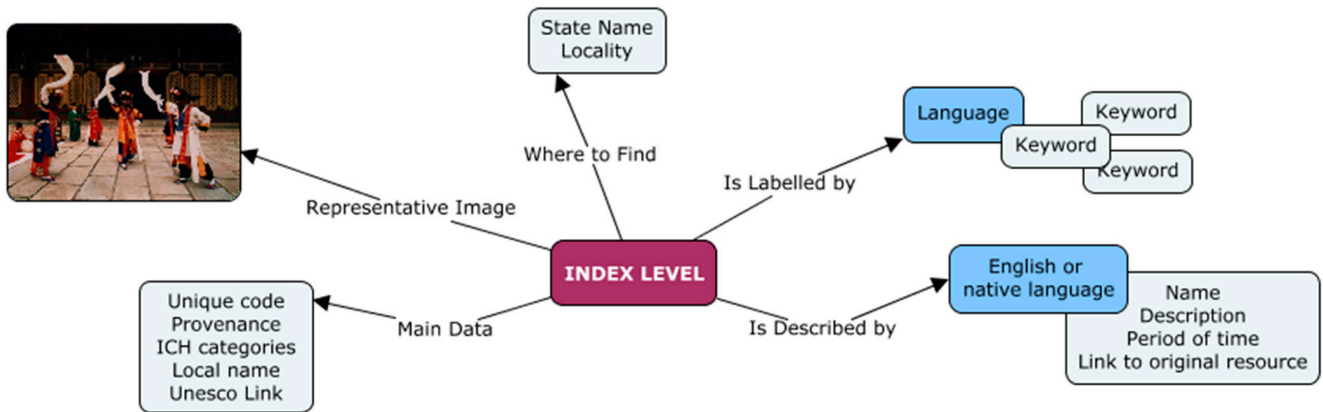 State Name
Locality
Where to Find
Language
Keyword
Keyword
Keyword
Is Labelled by
Representative Image
INDEX LEVEL
English or
native language
Name
Description
Period of time
Link to original resource
Is Described by
Main Data
Unique code
Provenance
ICH categories
Local name
Unesco Link